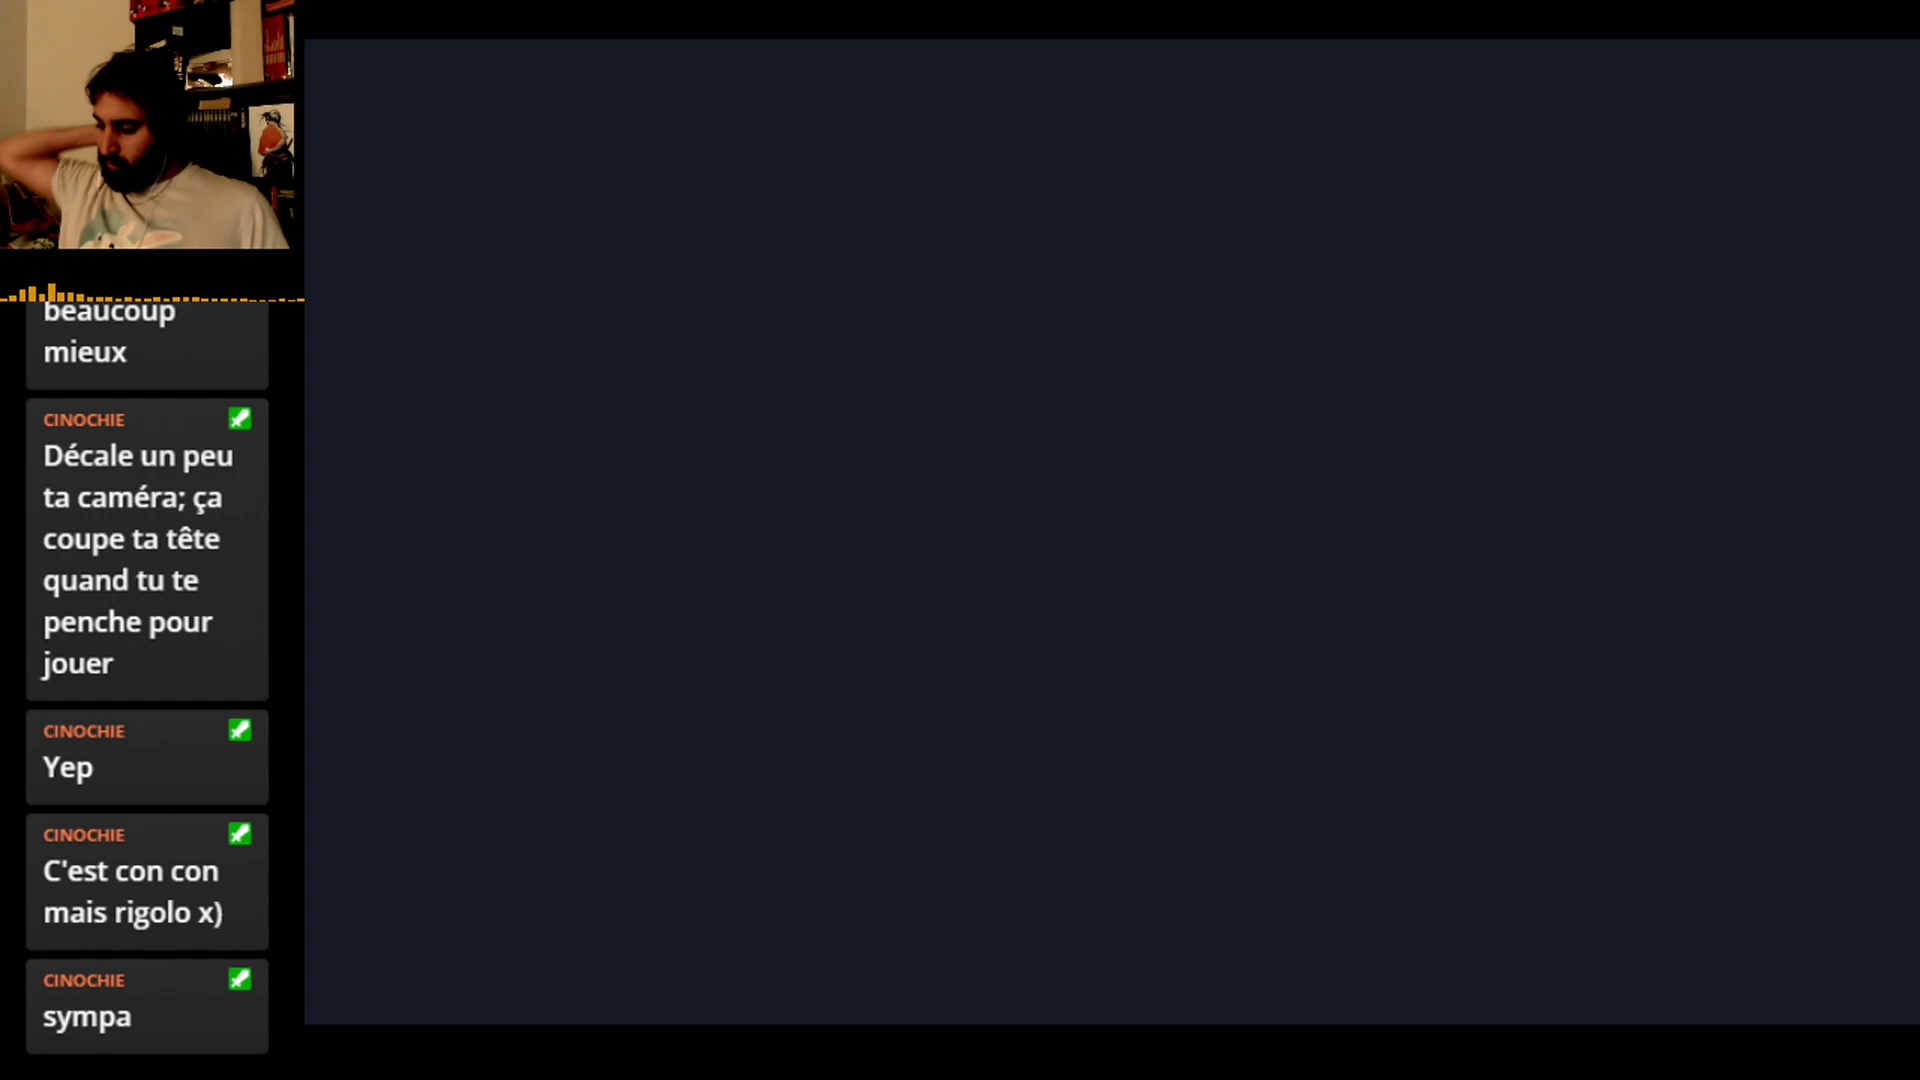 beaucoup
mieux
CINOCHIE
Décale un peu
ta caméra; ça
coupe ta tête
quand tu te
penche pour
jouer
CINOCHIE
Yep
CINOCHIE
C'est con con
mais rigolo x)
CINOCHIE
sympa